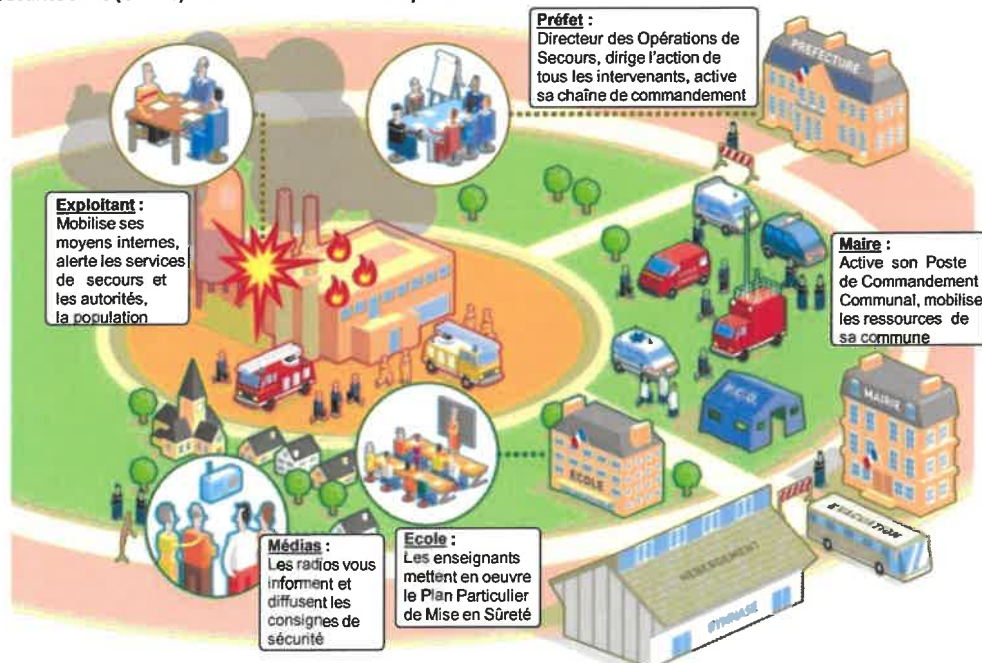 Préfet :
Directeur des Opérations de
Secours, dirige l'action de
tous les intervenants, active
sa chaîne de commandement
PREFECTURE
Exploitant :
Mobilise ses
moyens internes,
alerte les services
de secours et
les autorités,
la population
Maire :
Active son Poste
de Commandement
Communal, mobilise
les ressources de
sa commune
P.C.O.
MAIRIE
ECOLE
EVACUATION
HEBERGEMENT
GYMNASE
Médias :
Les radios vous
informent et
diffusent les
consignes de
sécurité
Ecole :
Les enseignants
mettent en oeuvre
le Plan Particulier
de Mise en Sûreté